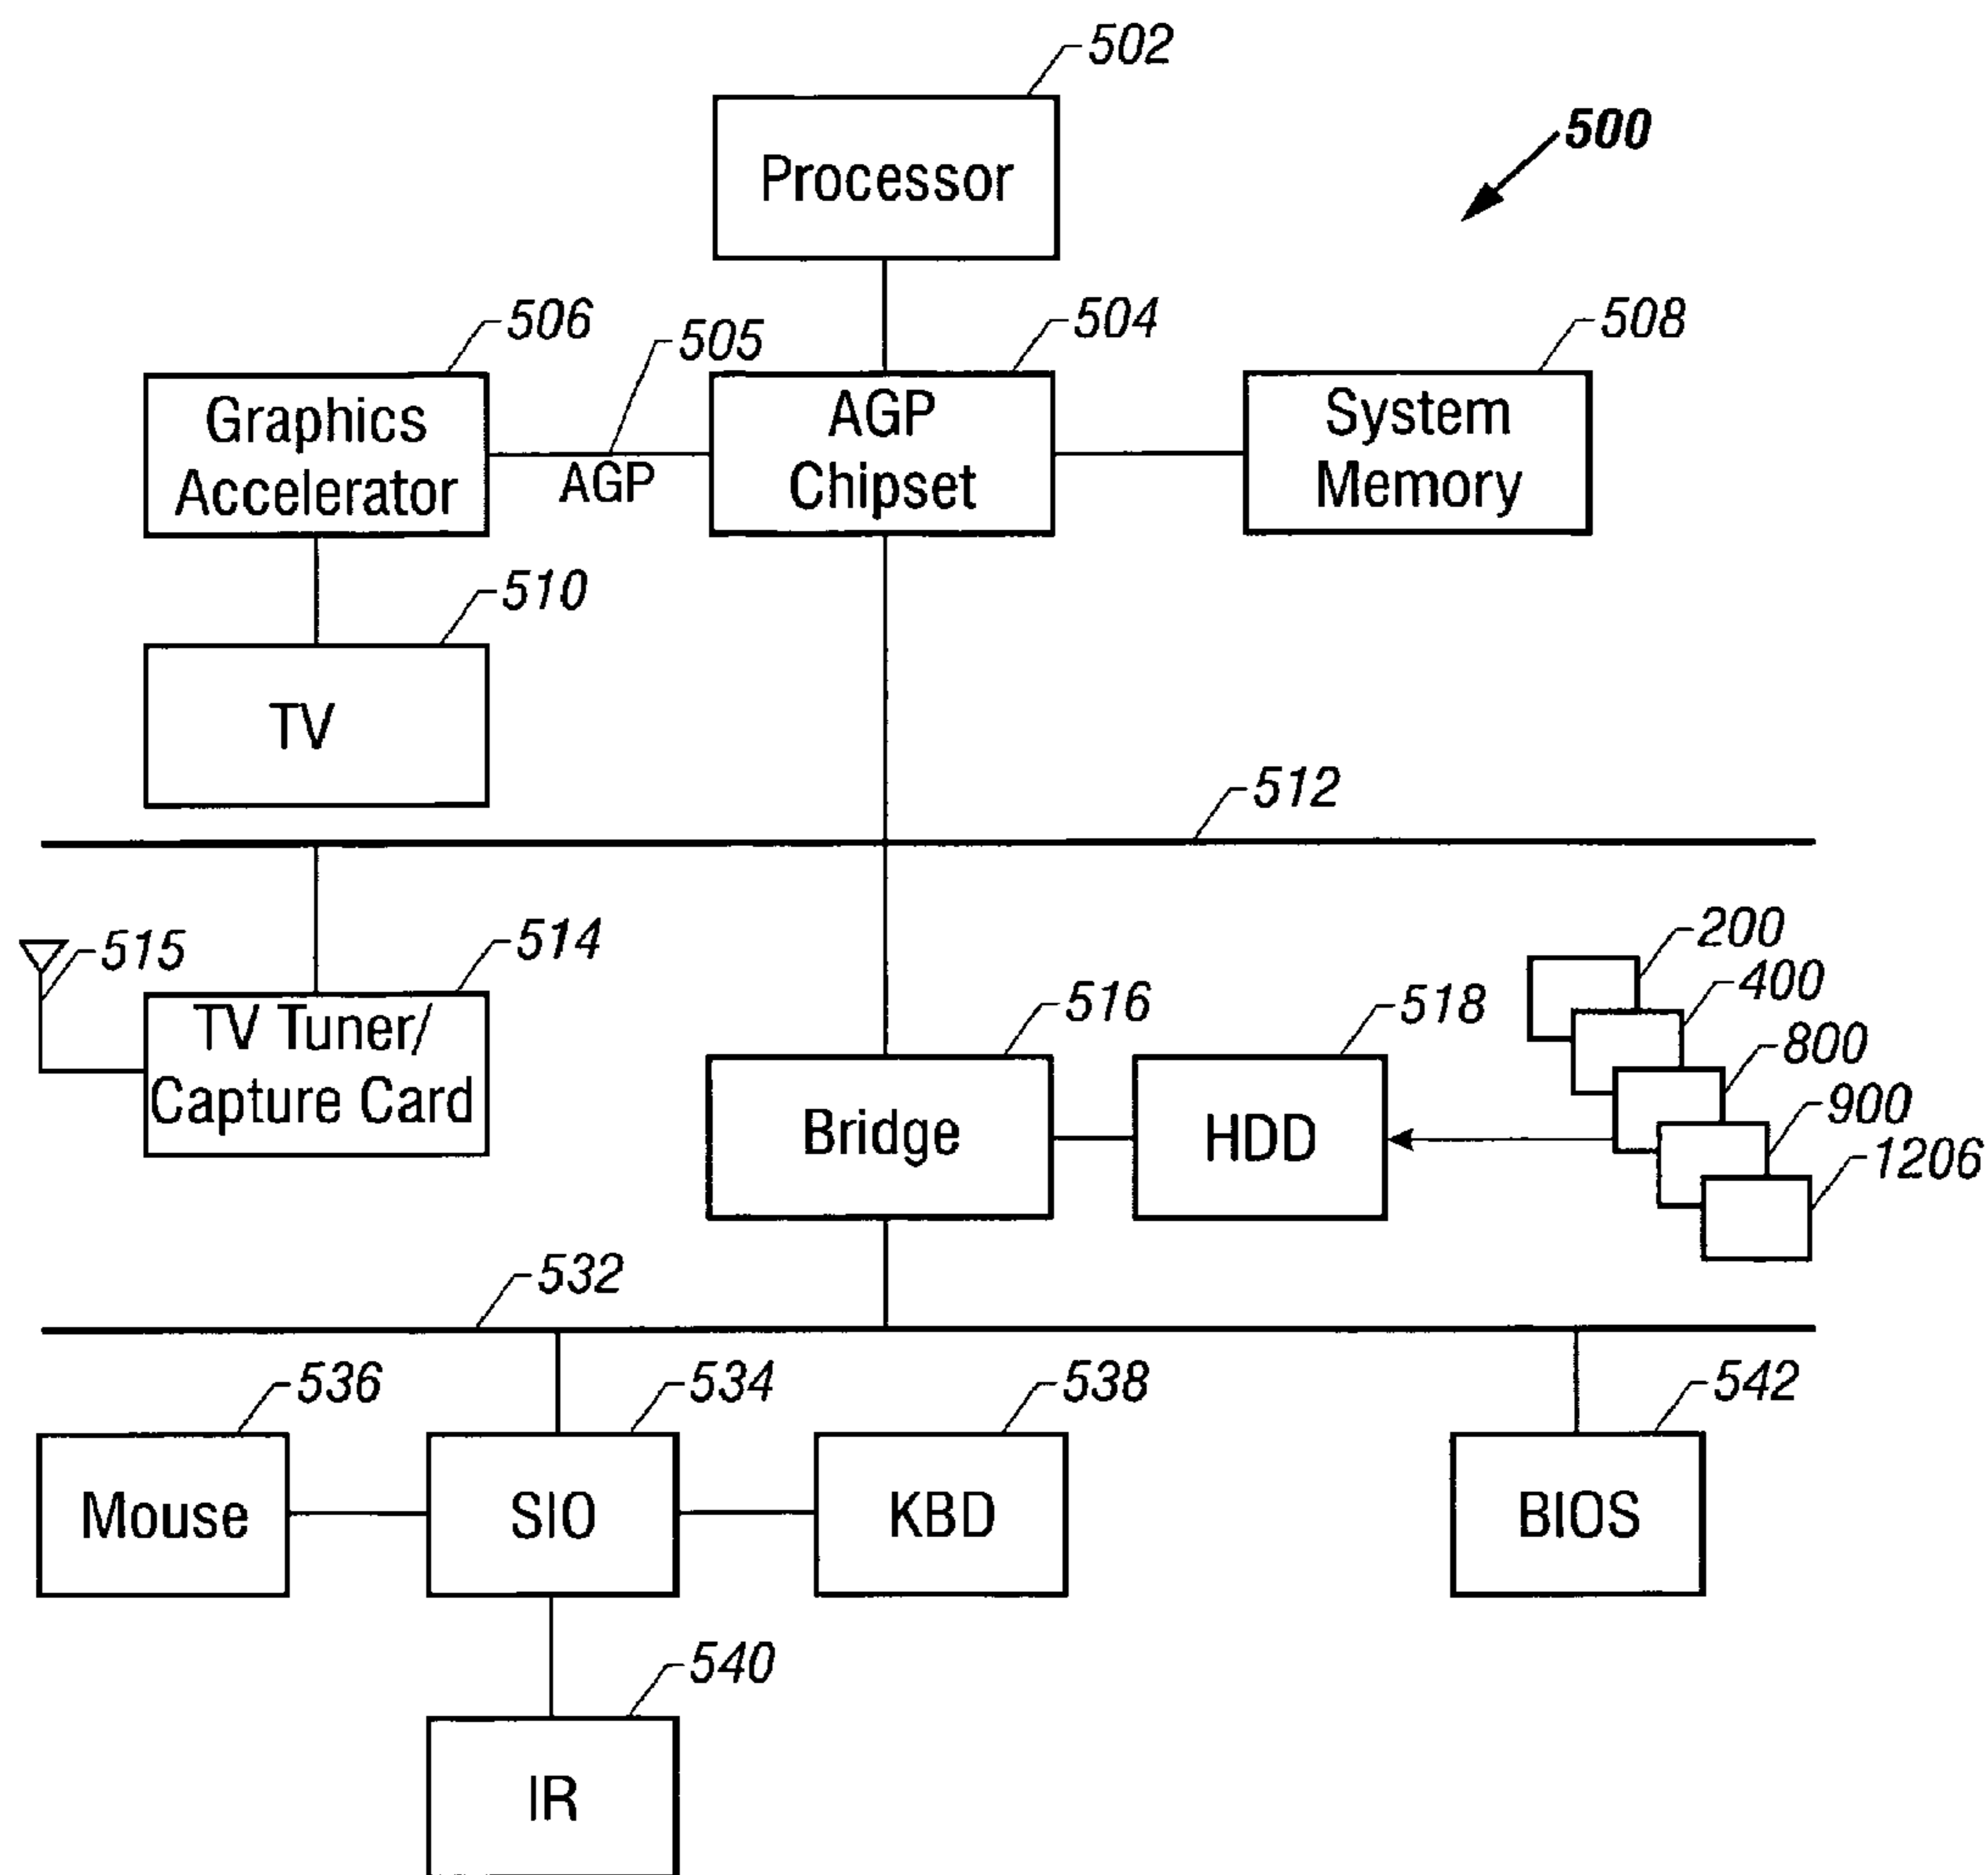 502
500
Processor
506
505
504
508
Graphics
Accelerator
AGP
AGP
Chipset
System
Memory
510
TV
512
515
514
TV Tuner/
Capture Card
516
518
200
400
800
900
1206
Bridge
HDD
532
536
534
538
542
Mouse
SIO
KBD
BIOS
540
IR